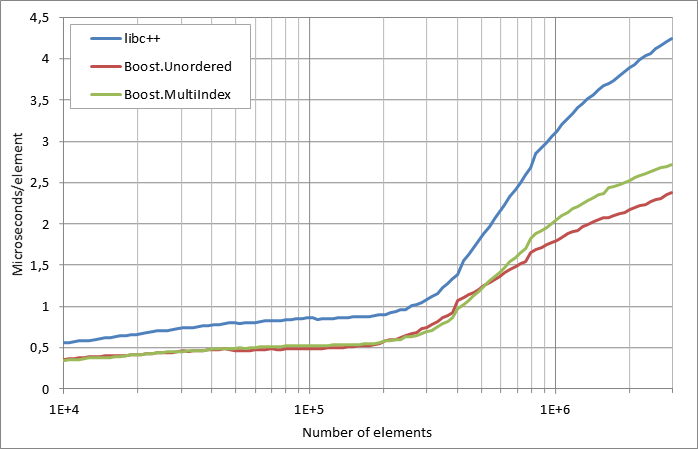 4,5
4
3,5
3
2,5
2
1,5
1
0,5
0
Microseconds/element
libc++
Boost.Unordered
Boost.MultiIndex
1E+4
1E+5
1E+6
Number of elements